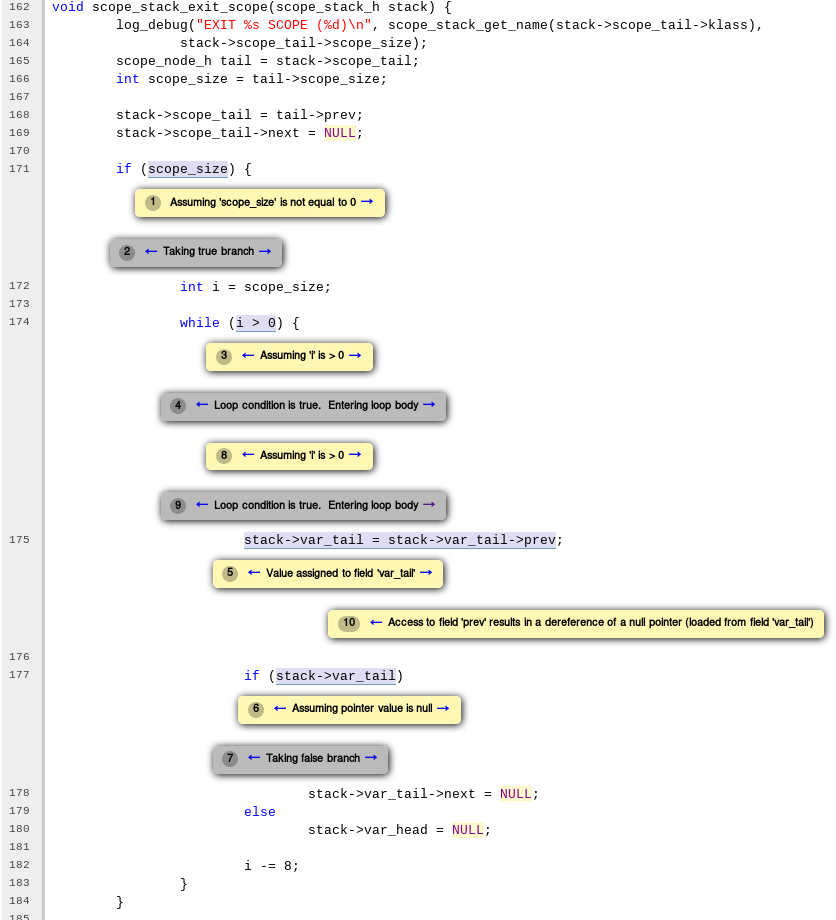 162 void scope_stack_exit_scope(scope_stack_h stack) {
163 log_debug("EXIT %s SCOPE (%d)\n", scope_stack_get_name(stack->scope_tail->klass),
164 stack->scope_tail->scope_size);
165 scope_node_h tail = stack->scope_tail;
166 int scope_size = tail->scope_size;
167
168 stack->scope_tail = tail->prev;
169 stack->scope_tail->next = NULL;
170
171 if (scope_size) {
1 Assuming 'scope_size' is not equal to 0 →
2 ← Taking true branch →
172 int i = scope_size;
173
174 while (i > 0) {
3 ← Assuming 'i' is > 0 →
4 ← Loop condition is true. Entering loop body →
8 ← Assuming 'i' is > 0 →
9 ← Loop condition is true. Entering loop body →
175 stack->var_tail = stack->var_tail->prev;
5 ← Value assigned to field 'var_tail' →
10 ← Access to field 'prev' results in a dereference of a null pointer (loaded from field 'var_tail')
176
177 if (stack->var_tail)
6 ← Assuming pointer value is null →
7 ← Taking false branch →
178 stack->var_tail->next = NULL;
179 else
180 stack->var_head = NULL;
181
182 i -= 8;
183 }
184 }
185